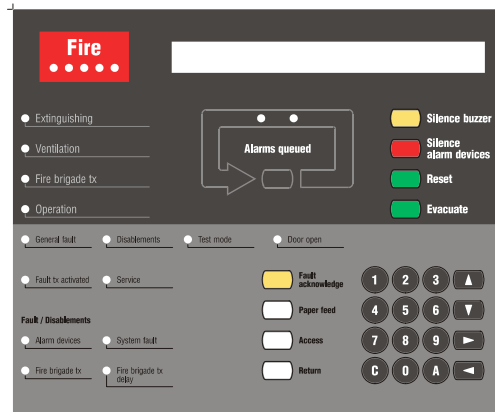 Fire
Extinguishing
Ventilation
Fire brigade tx
Operation
Alarms queued
Silence buzzer
Silence
alarm devices
Reset
Evacuate
General fault
Disablements
Test mode
Door open
Fault tx activated
Service
Fault / Disablements
Alarm devices
System fault
Fire brigade tx
Fire brigade tx
delay
Fault
acknowledge
Paper feed
Access
Return
1 2 3
4 5 6
7 8 9
C 0 A